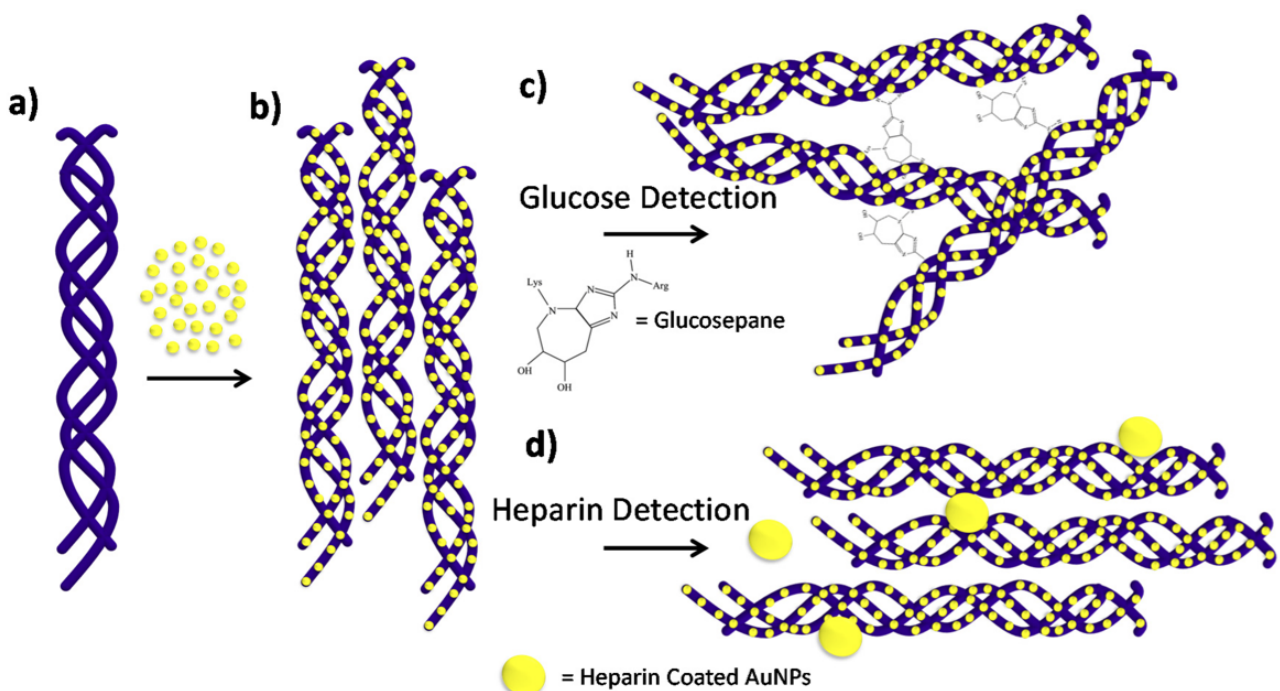 a)
b)
c)
Glucose Detection
H
N
Lys
Arg
N
N
N
= Glucosepane
OH
OH
d)
Heparin Detection
= Heparin Coated AuNPs